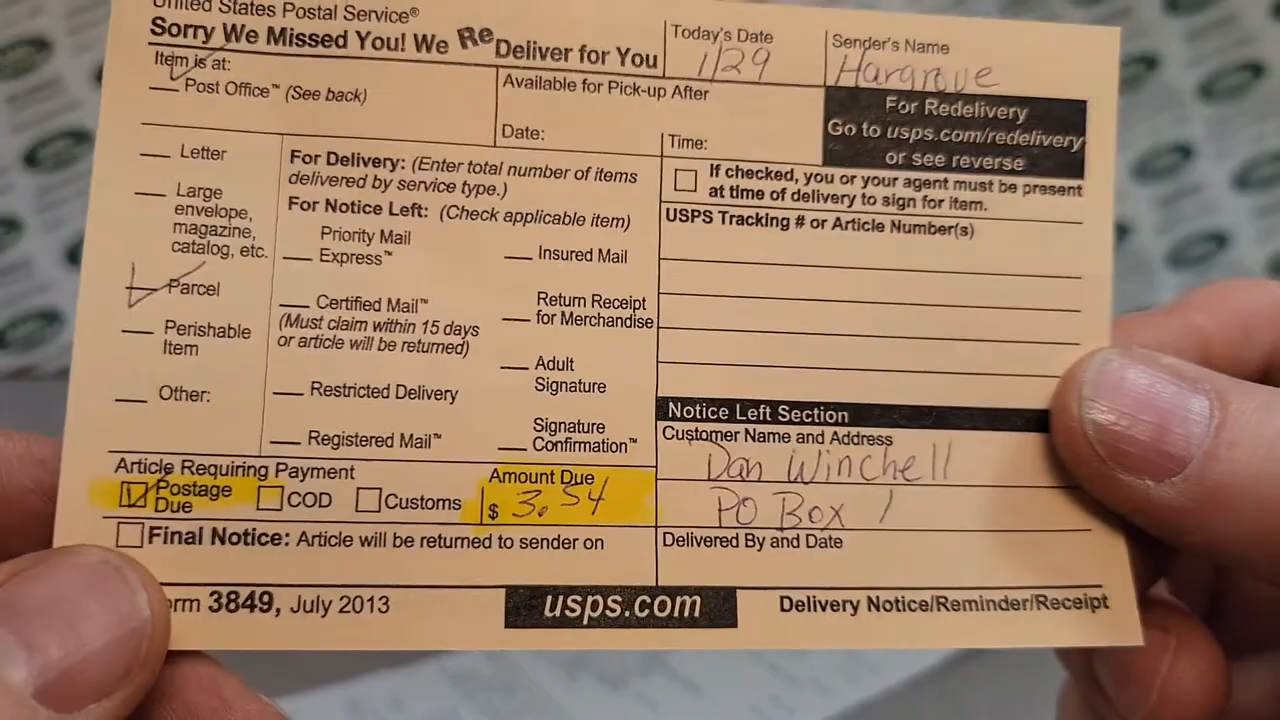 United States Postal Service®
Sorry We Missed You! We ReDeliver for You
Today's Date
1/29
Sender's Name
Hargrove
Item is at:
Post Office™ (See back)
Available for Pick-up After
Date:
Time:
For Redelivery
Go to usps.com/redelivery
or see reverse
Letter
Large
envelope,
magazine,
catalog, etc.
Parcel
Perishable
Item
Other:
For Delivery: (Enter total number of items
delivered by service type.)
For Notice Left: (Check applicable item)
Priority Mail
Express™
Certified Mail™
(Must claim within 15 days
or article will be returned)
Restricted Delivery
Registered Mail™
Insured Mail
Return Receipt
for Merchandise
Adult
Signature
Signature
Confirmation™
If checked, you or your agent must be present
at time of delivery to sign for item.
USPS Tracking # or Article Number(s)
Notice Left Section
Customer Name and Address
Dan Winchell
PO Box 1
Delivered By and Date
Article Requiring Payment
Postage
Due
COD
Customs
Amount Due
$ 3.54
Final Notice: Article will be returned to sender on
orm 3849, July 2013
usps.com
Delivery Notice/Reminder/Receipt